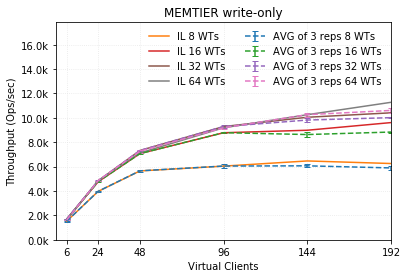 MEMTIER write-only
IL 8 WTs
IL 16 WTs
IL 32 WTs
IL 64 WTs
AVG of 3 reps 8 WTs
AVG of 3 reps 16 WTs
AVG of 3 reps 32 WTs
AVG of 3 reps 64 WTs
Throughput (Ops/sec)
16.0k
14.0k
12.0k
10.0k
8.0k
6.0k
4.0k
2.0k
0.0k
6 24 48 96 144 192
Virtual Clients